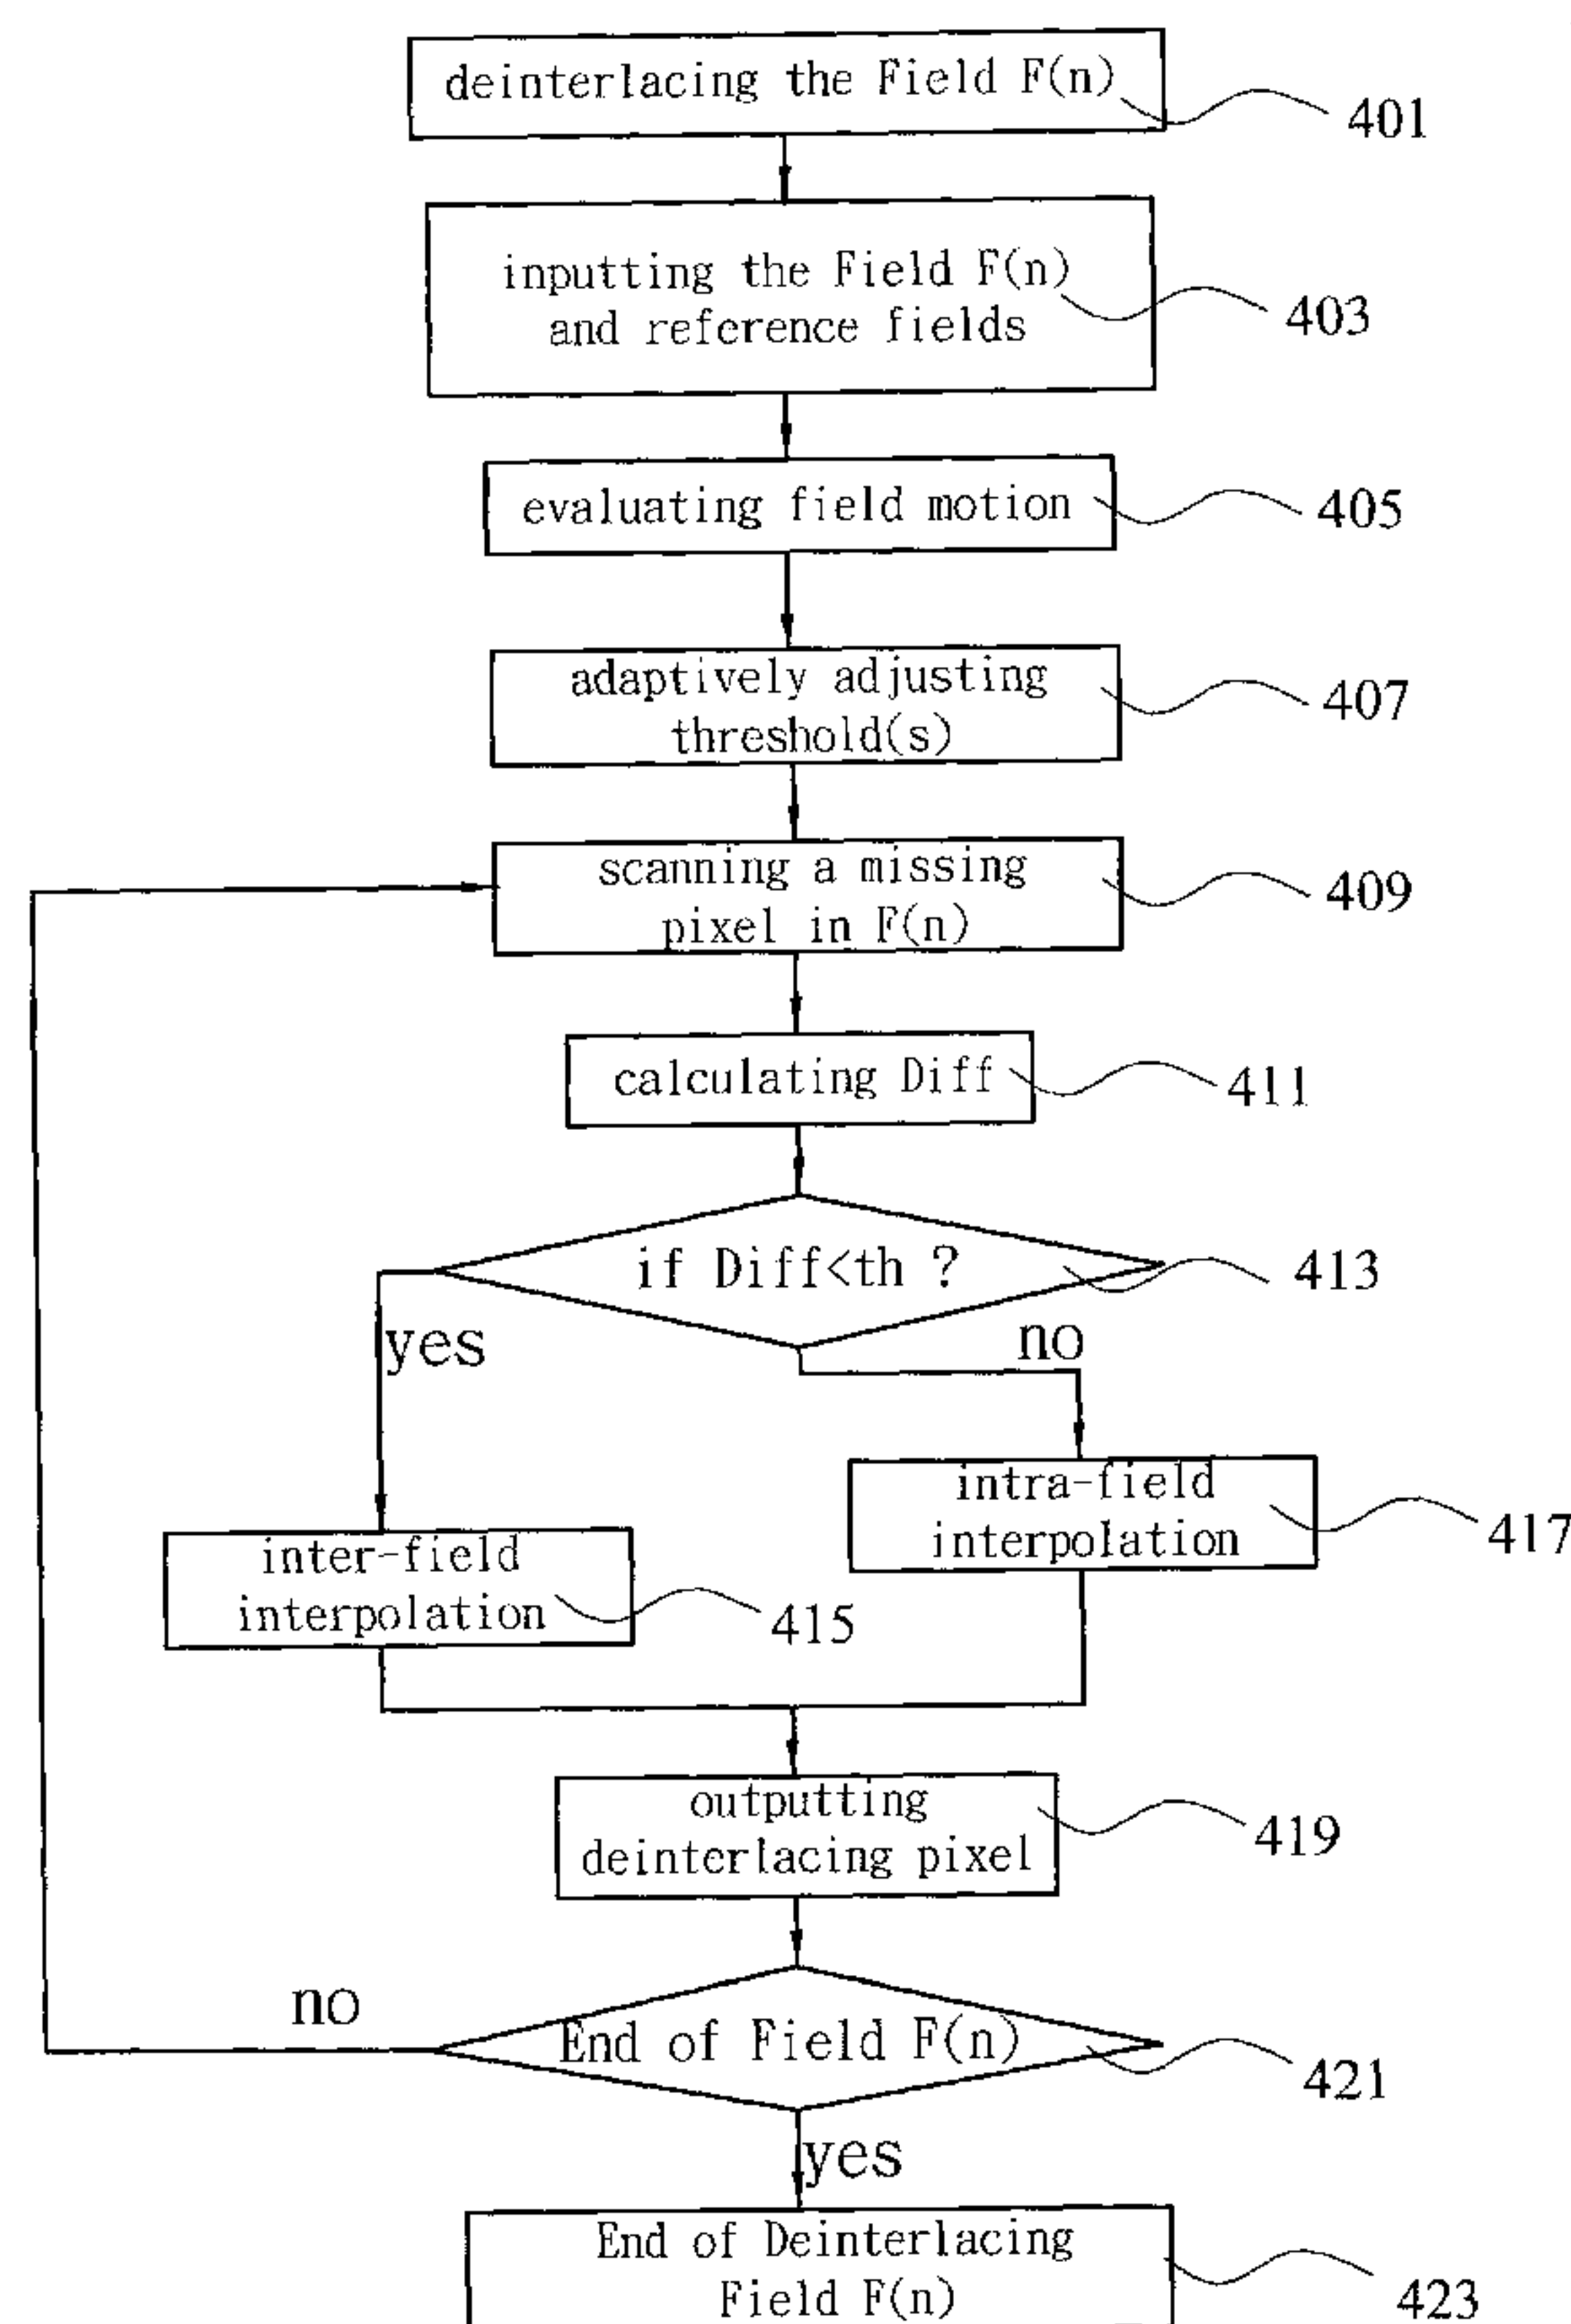 deinterlacing the Field F(n)
401
inputting the Field F(n)
and reference fields
403
evaluating field motion
405
adaptively adjusting
threshold(s)
407
scanning a missing
pixel in F(n)
409
calculating Diff
411
if Diff<th ?
413
yes
no
intra-field
interpolation
417
inter-field
interpolation
415
outputting
deinterlacing pixel
419
no
End of Field F(n)
421
yes
End of Deinterlacing
Field F(n)
423